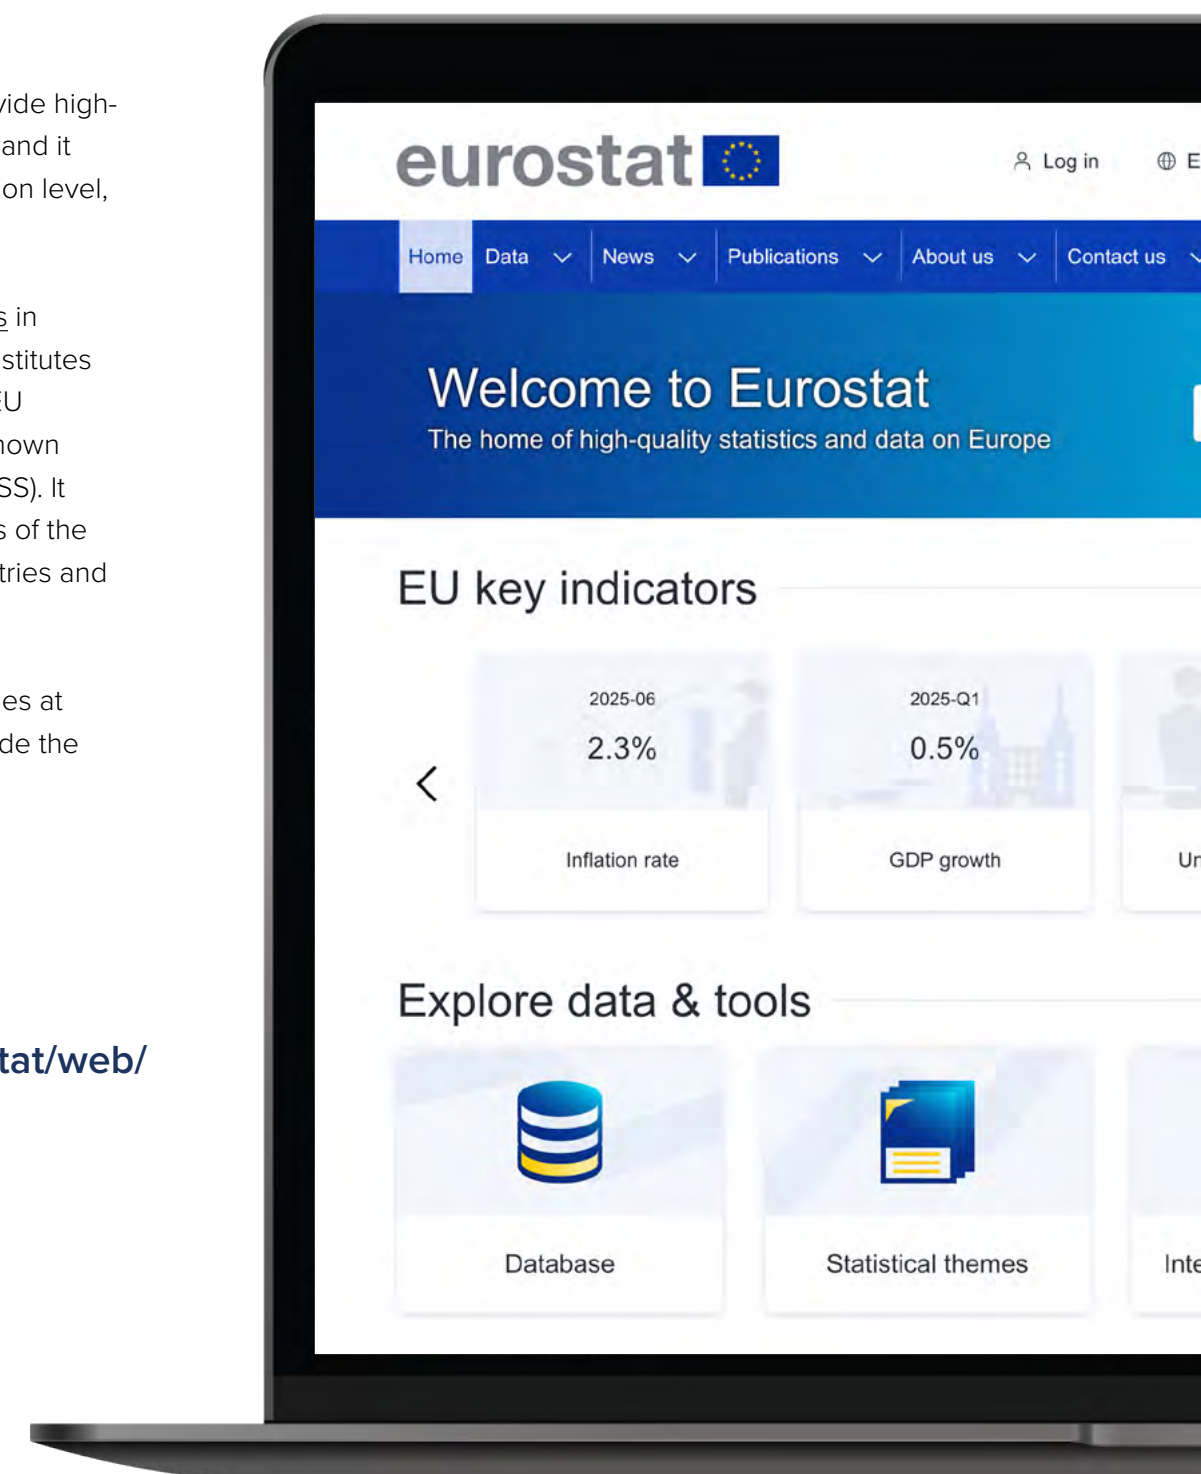 vide high-
and it
on level,
s in
stitutes
EU
nown
SS). It
s of the
tries and
es at
de the
tat/web/
eurostat
Log in
E
Home Data News Publications About us Contact us
Welcome to Eurostat
The home of high-quality statistics and data on Europe
EU key indicators
2025-06
2.3%
Inflation rate
2025-Q1
0.5%
GDP growth
Un
Explore data & tools
Database
Statistical themes
Inte